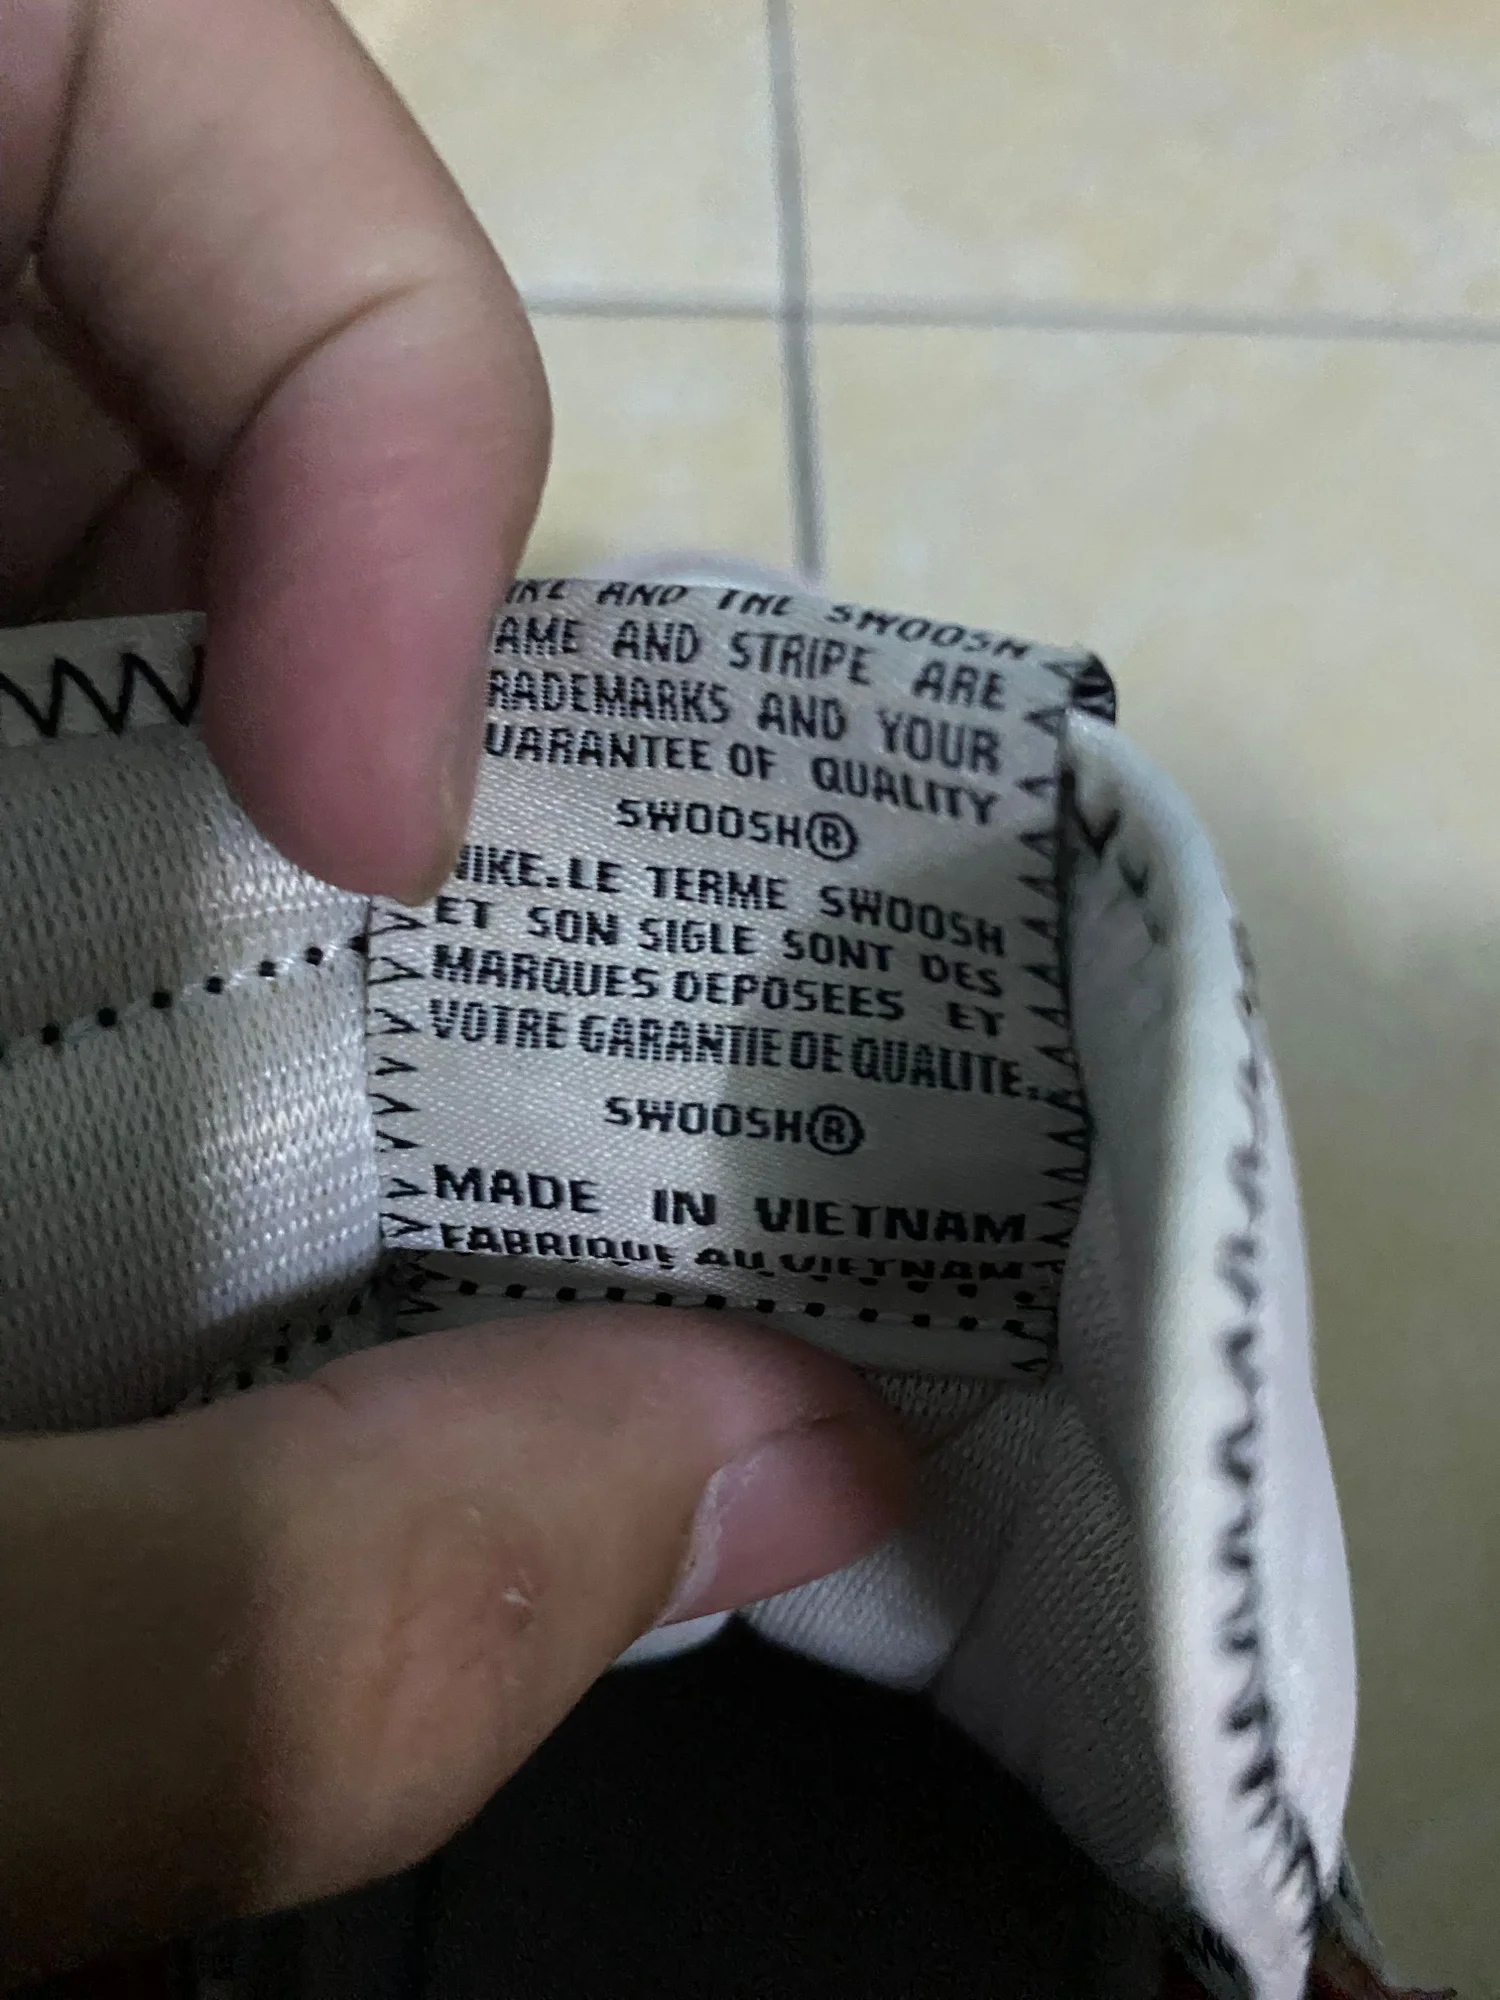 AND THE SWOOSH
AME AND STRIPE ARE
RADEMARKS AND YOUR
UARANTEE OF QUALITY
SWOOSH®
NIKE.LE TERME SWOOSH
ET SON SIGLE SONT DES
MARQUES DEPOSEES ET
VOTRE GARANTIE DE QUALITE.
SWOOSH®
MADE IN VIETNAM
FABRIQUE AU VIETNAM